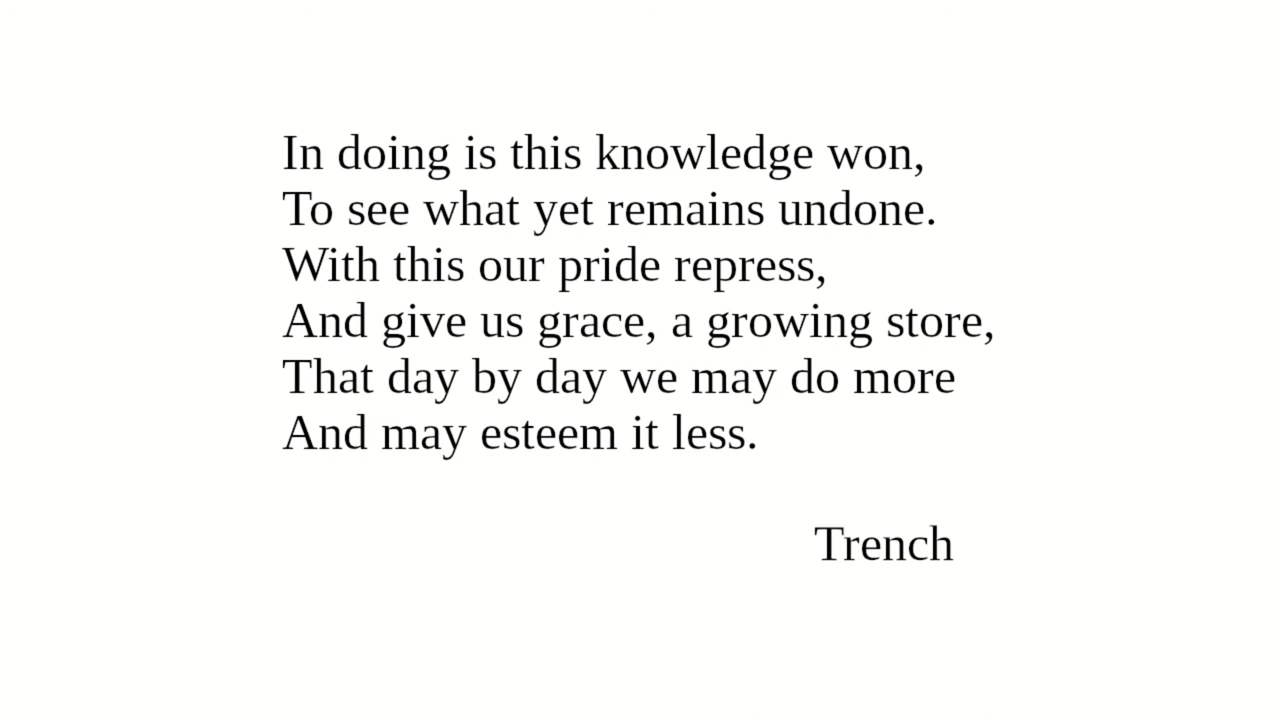 In doing is this knowledge won,
To see what yet remains undone.
With this our pride repress,
And give us grace, a growing store,
That day by day we may do more
And may esteem it less.
Trench